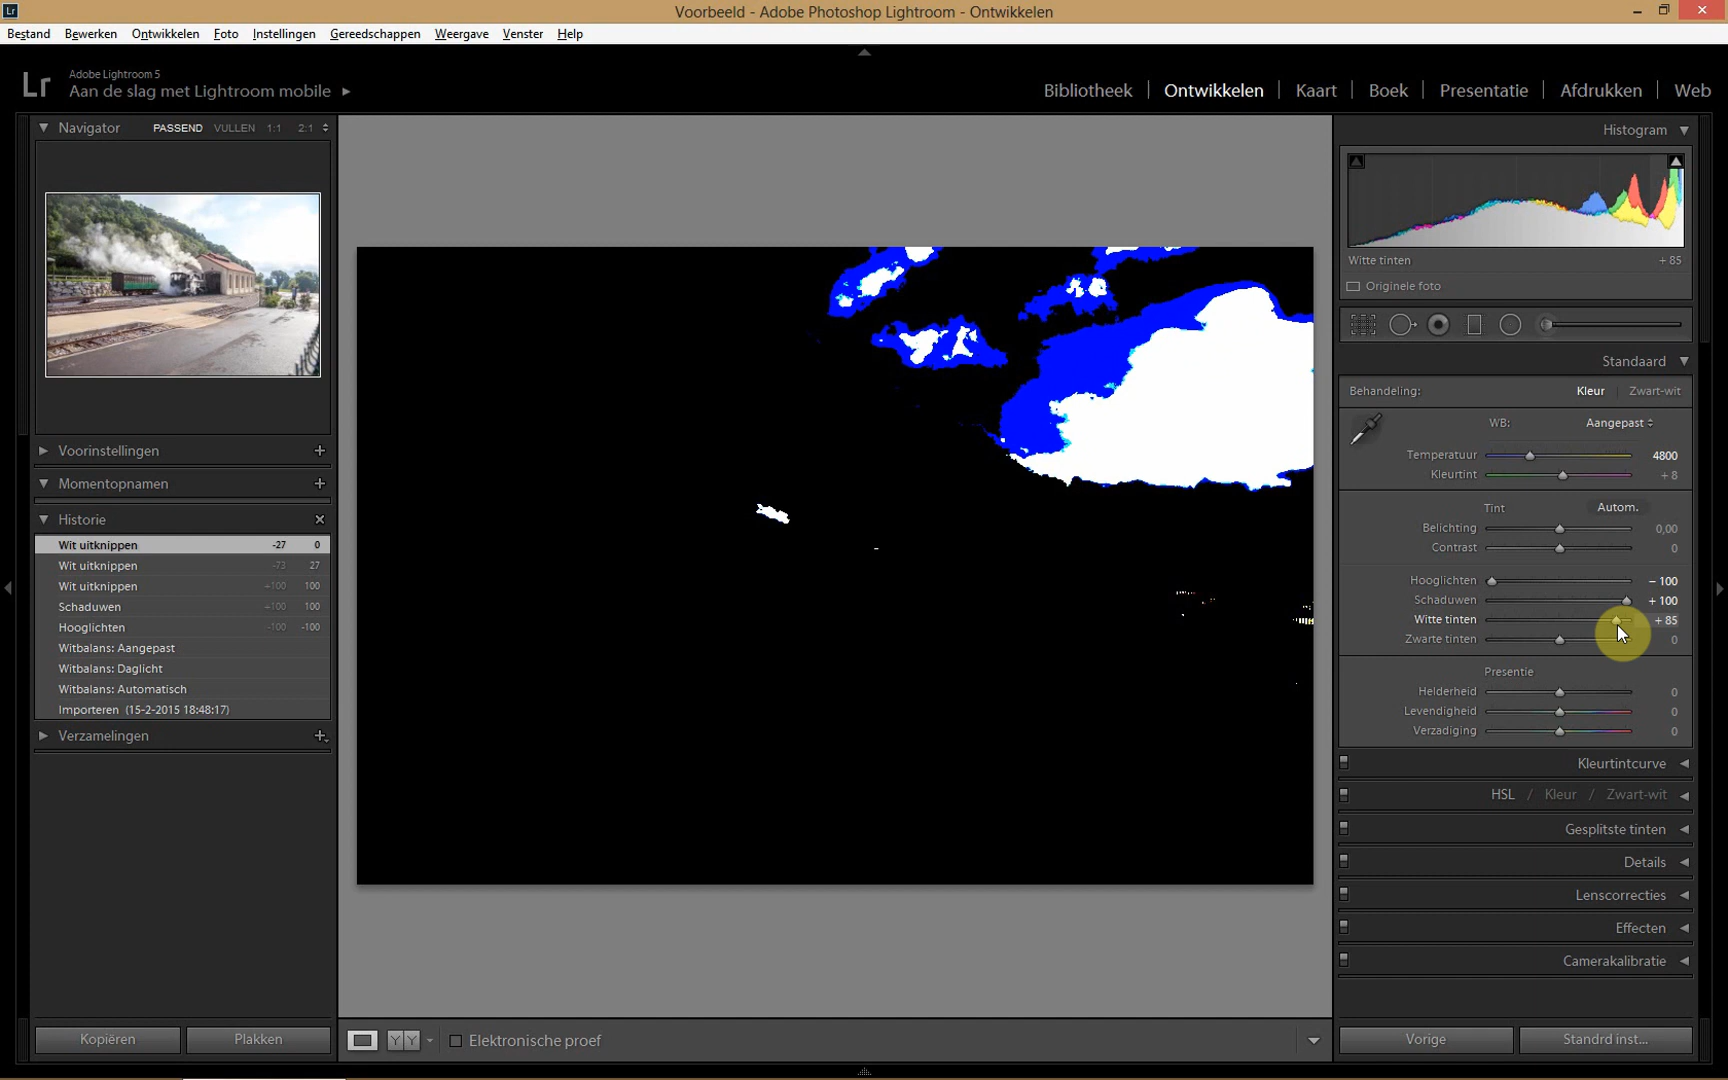 Lr Voorbeeld - Adobe Photoshop Lightroom - Ontwikkelen
Bestand Bewerken Ontwikkelen Foto Instellingen Gereedschappen Weergave Venster Help
Lr Adobe Lightroom 5
Aan de slag met Lightroom mobile
Bibliotheek Ontwikkelen Kaart Boek Presentatie Afdrukken Web
Navigator PASSEND VULLEN 1:1 2:1
Voorinstellingen
Momentopnamen
Historie
Wit uitknippen -27 0
Wit uitknippen -73 27
Wit uitknippen +100 100
Schaduwen +100 100
Hooglichten -100 -100
Witbalans: Aangepast
Witbalans: Daglicht
Witbalans: Automatisch
Importeren (15-2-2015 18:48:17)
Verzamelingen
Kopiëren Plakken
YY Elektronische proef
Histogram
Witte tinten + 85
Originele foto
Standaard
Behandeling: Kleur Zwart-wit
WB: Aangepast
Temperatuur 4800
Kleurtint + 8
Tint Autom.
Belichting 0,00
Contrast 0
Hooglichten − 100
Schaduwen + 100
Witte tinten + 85
Zwarte tinten 0
Presentie
Helderheid 0
Levendigheid 0
Verzadiging 0
Kleurtintcurve
HSL / Kleur / Zwart-wit
Gesplitste tinten
Details
Lenscorrecties
Effecten
Camerakalibratie
Vorige Standrd inst...